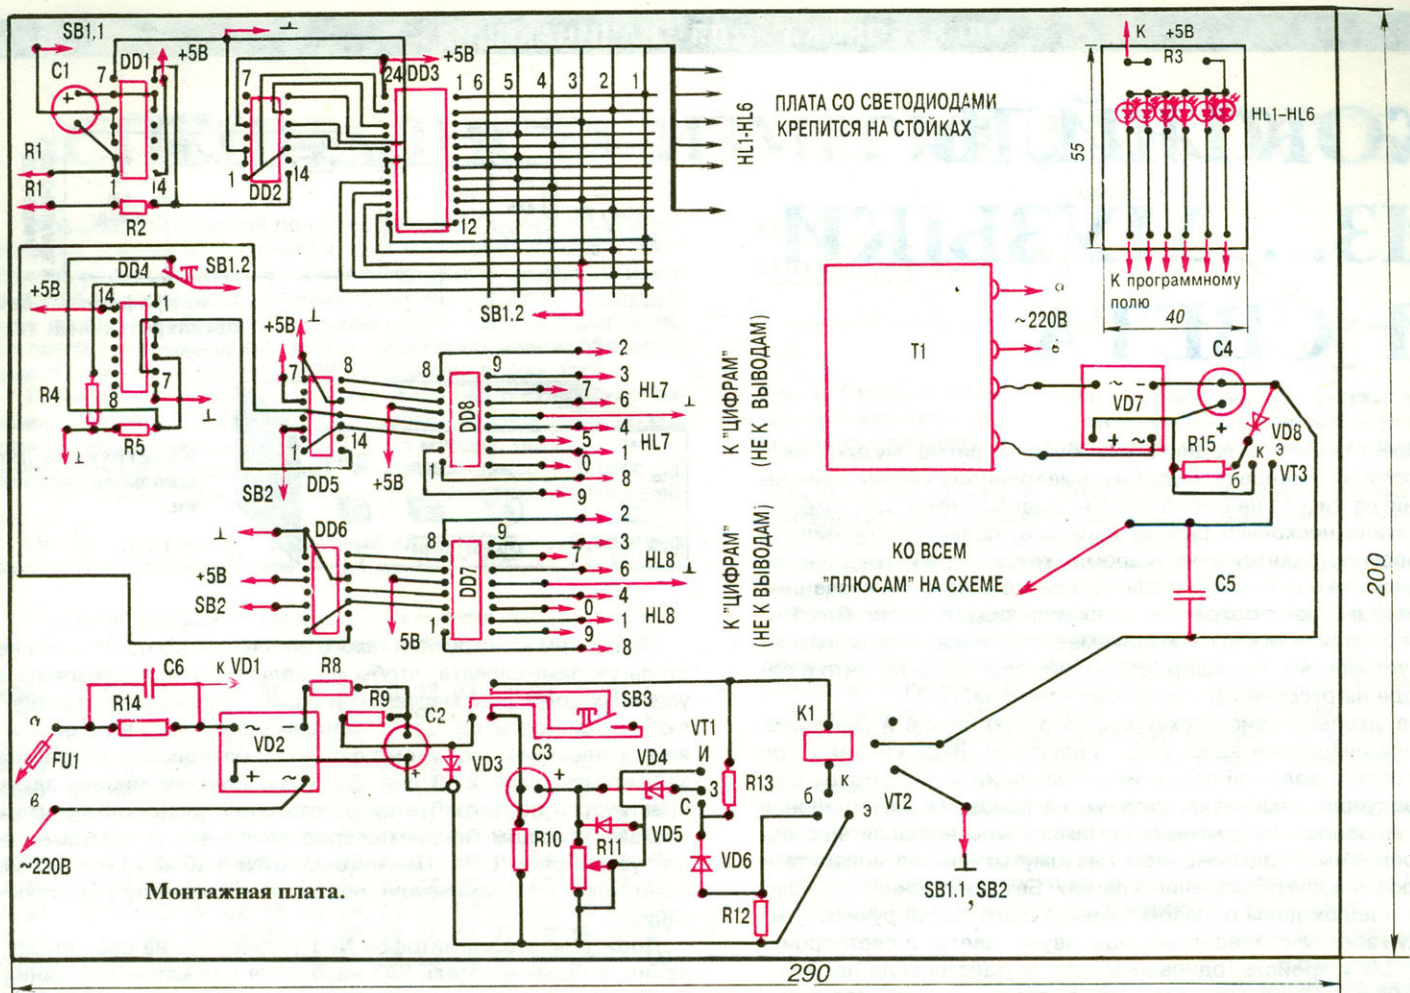 SB1.1
+5В
C1
7
DD1
R1
1
14
R1
R2
⊥
7
DD2
1
14
24
DD3
+5В
1
12
6 5 4 3 2 1
SB1.2
HL1-HL6
ПЛАТА СО СВЕТОДИОДАМИ
КРЕПИТСЯ НА СТОЙКАХ
К +5В
R3
HL1-HL6
55
К программному
полю
40
DD4
SB1.2
+5В
14
R4
8
7
R5
⊥
⊥
+5В
⊥
7
8
1
14
DD5
SB2
+5В
8
9
DD8
1
2
3
6
4
5
1
0
8
9
HL7
HL7
⊥
К "ЦИФРАМ"
(НЕ К ВЫВОДАМ)
⊥
DD6
+5В
SB2
5В
8
9
DD7
1
2
3
7
6
4
0
1
9
8
HL8
HL8
⊥
К "ЦИФРАМ"
(НЕ К ВЫВОДАМ)
T1
а
~220В
в
C4
VD7
~ −
+ ~
+
VD8
R15
К
Э
б
VT3
КО ВСЕМ
"ПЛЮСАМ" НА СХЕМЕ
C5
200
C6
к VD1
R14
а
FU1
в
~220В
R8
VD2
~ −
+ ~
R9
C2
+
VD3
SB3
C3
+
R10
R11
VD4
VD5
VT1
И
З
С
VD6
R13
R12
К1
К
б
Э
VT2
SB1.1, SB2
Монтажная плата.
290